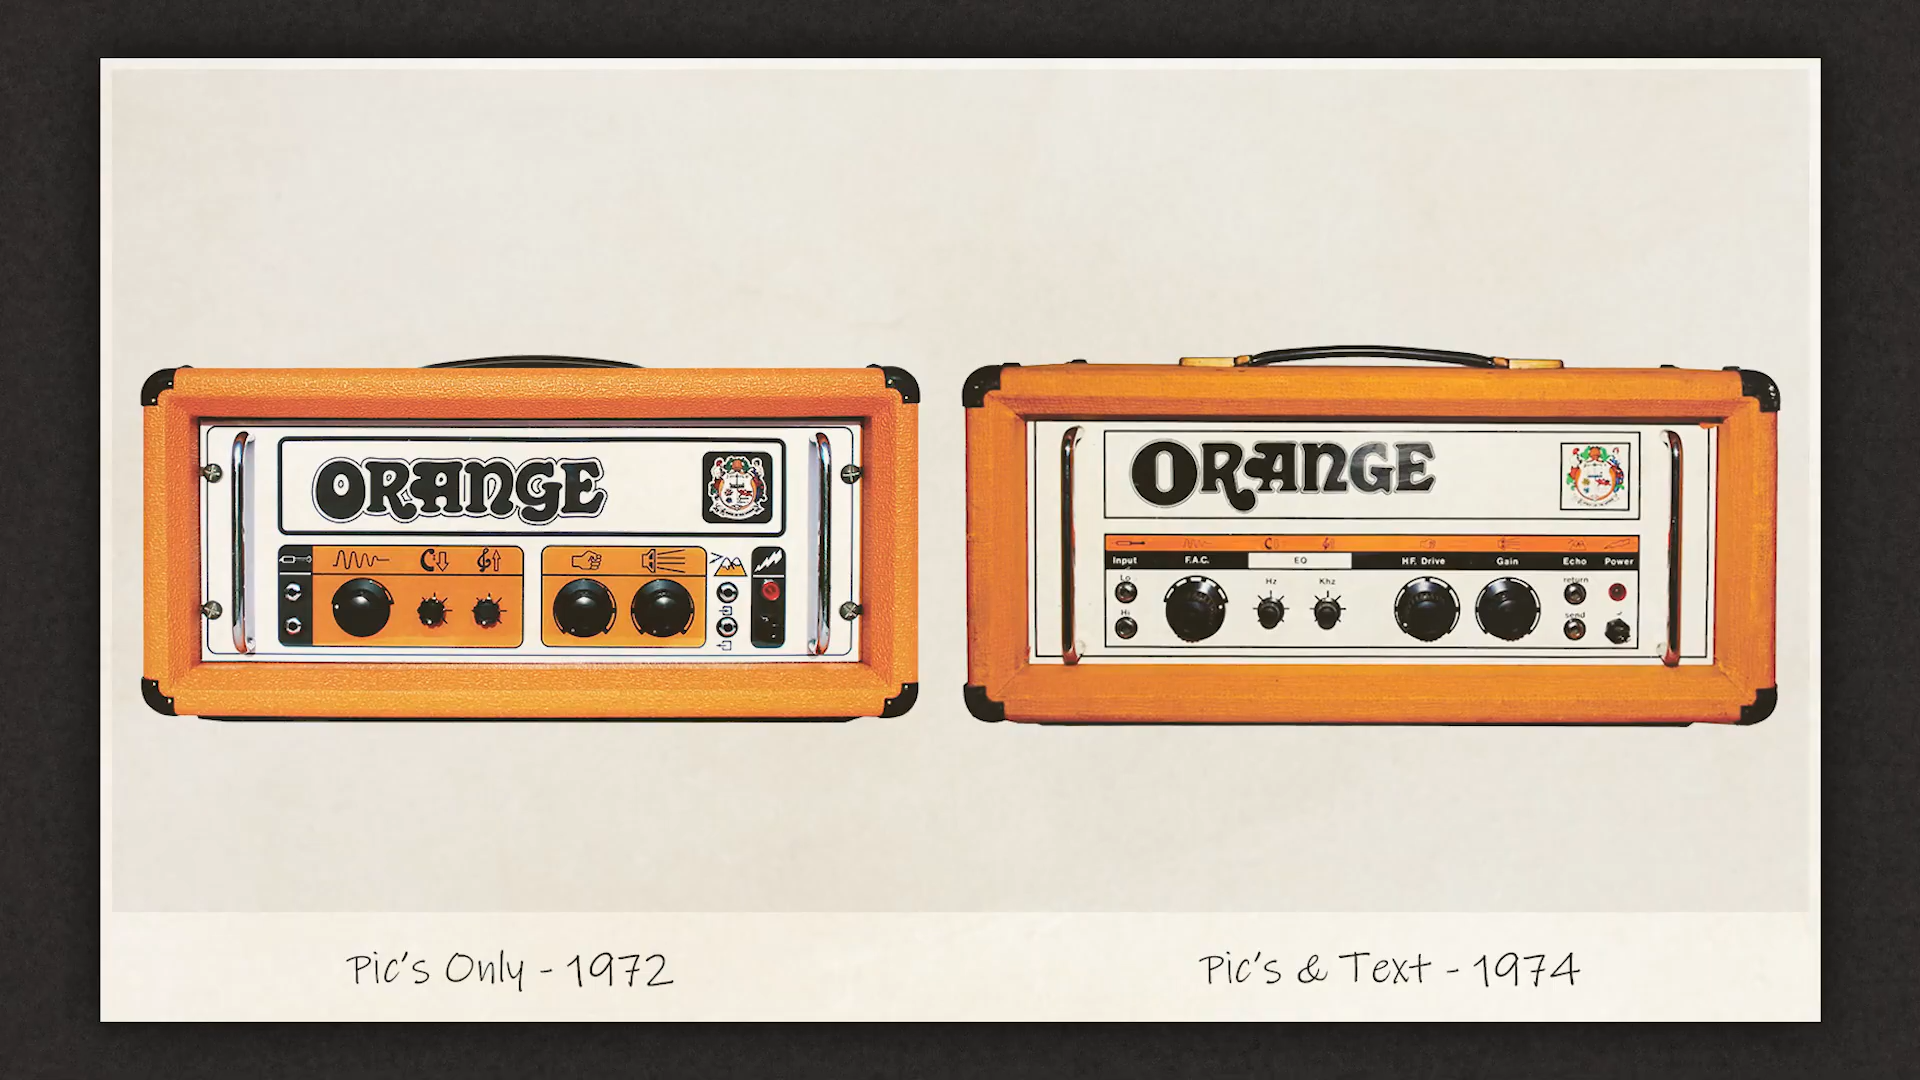 ORANGE
ORANGE
Input F.A.C. EQ H.F. Drive Gain Echo Power
Lo Hz Khz return
Hi send
Pic's Only - 1972
Pic's & Text - 1974